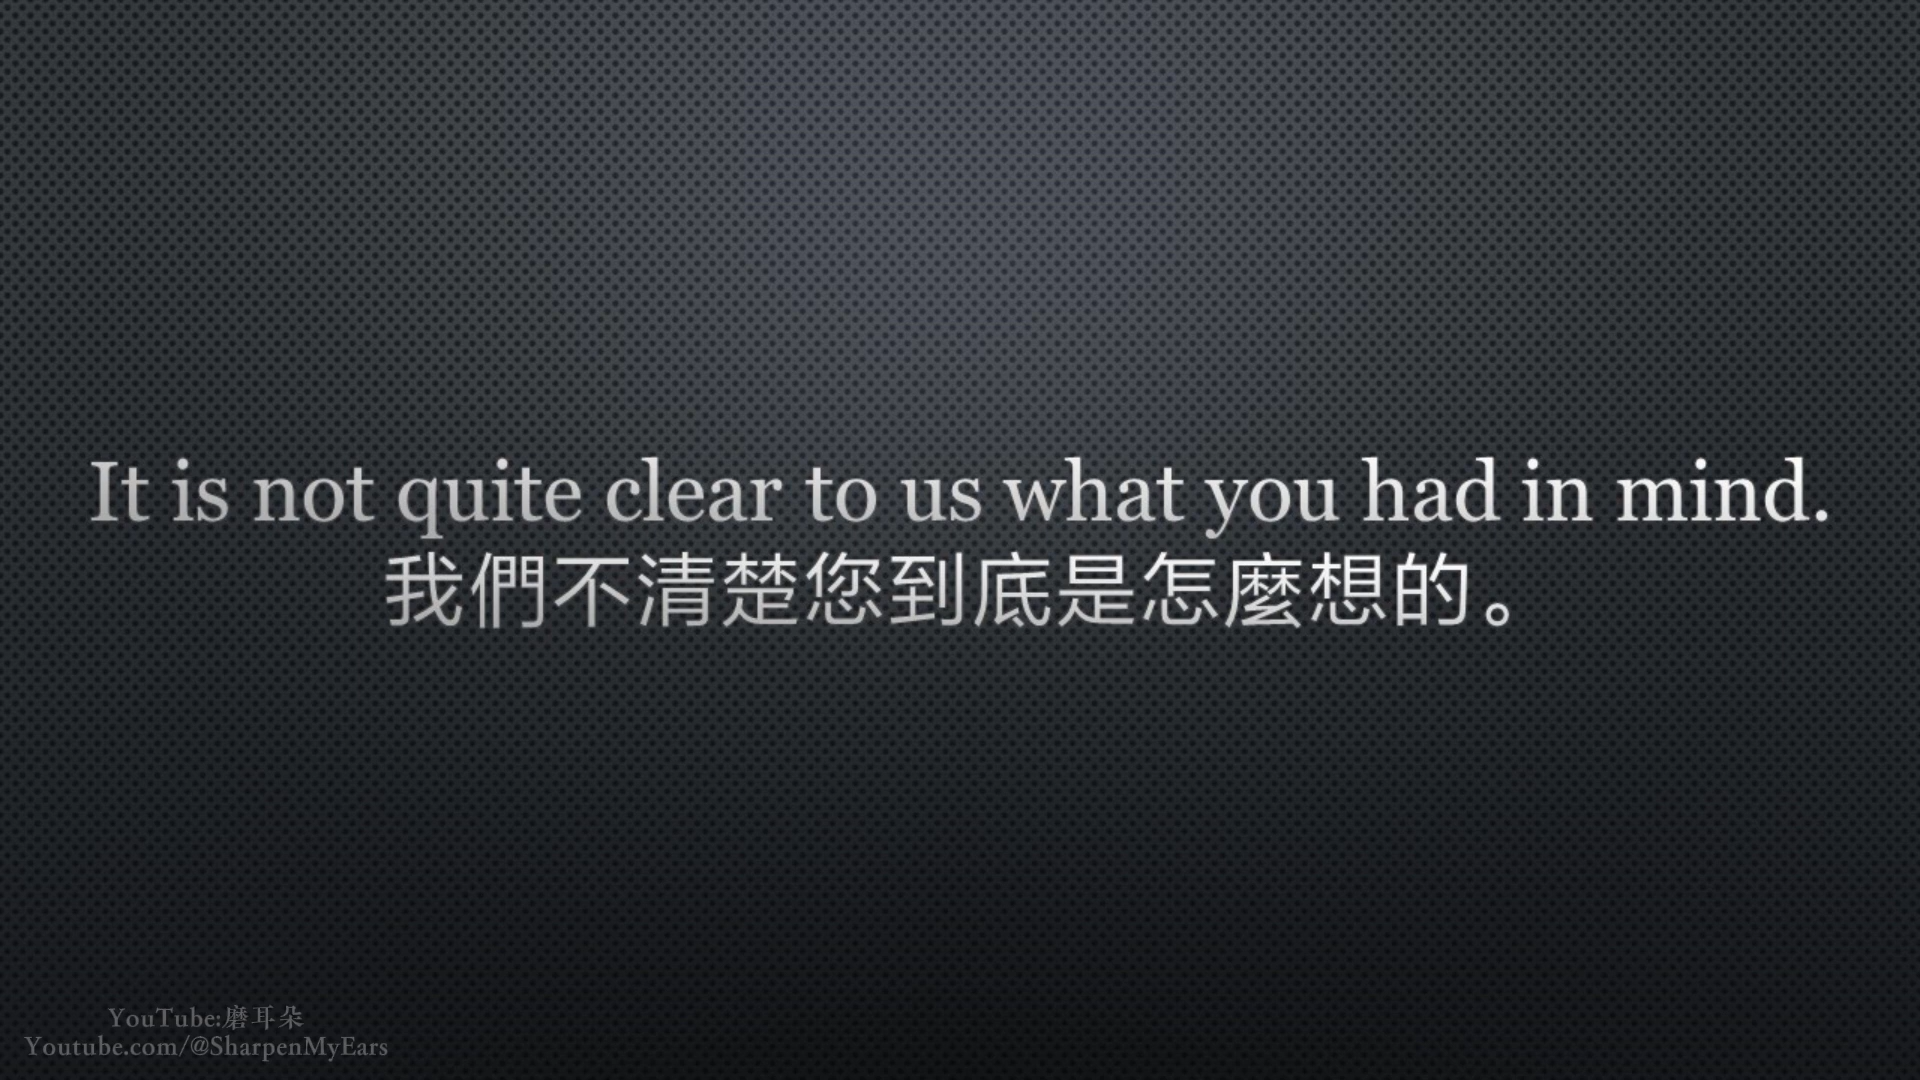 It is not quite clear to us what you had in mind.
我們不清楚您到底是怎麼想的。
YouTube:磨耳朵
Youtube.com/@SharpenMyEars